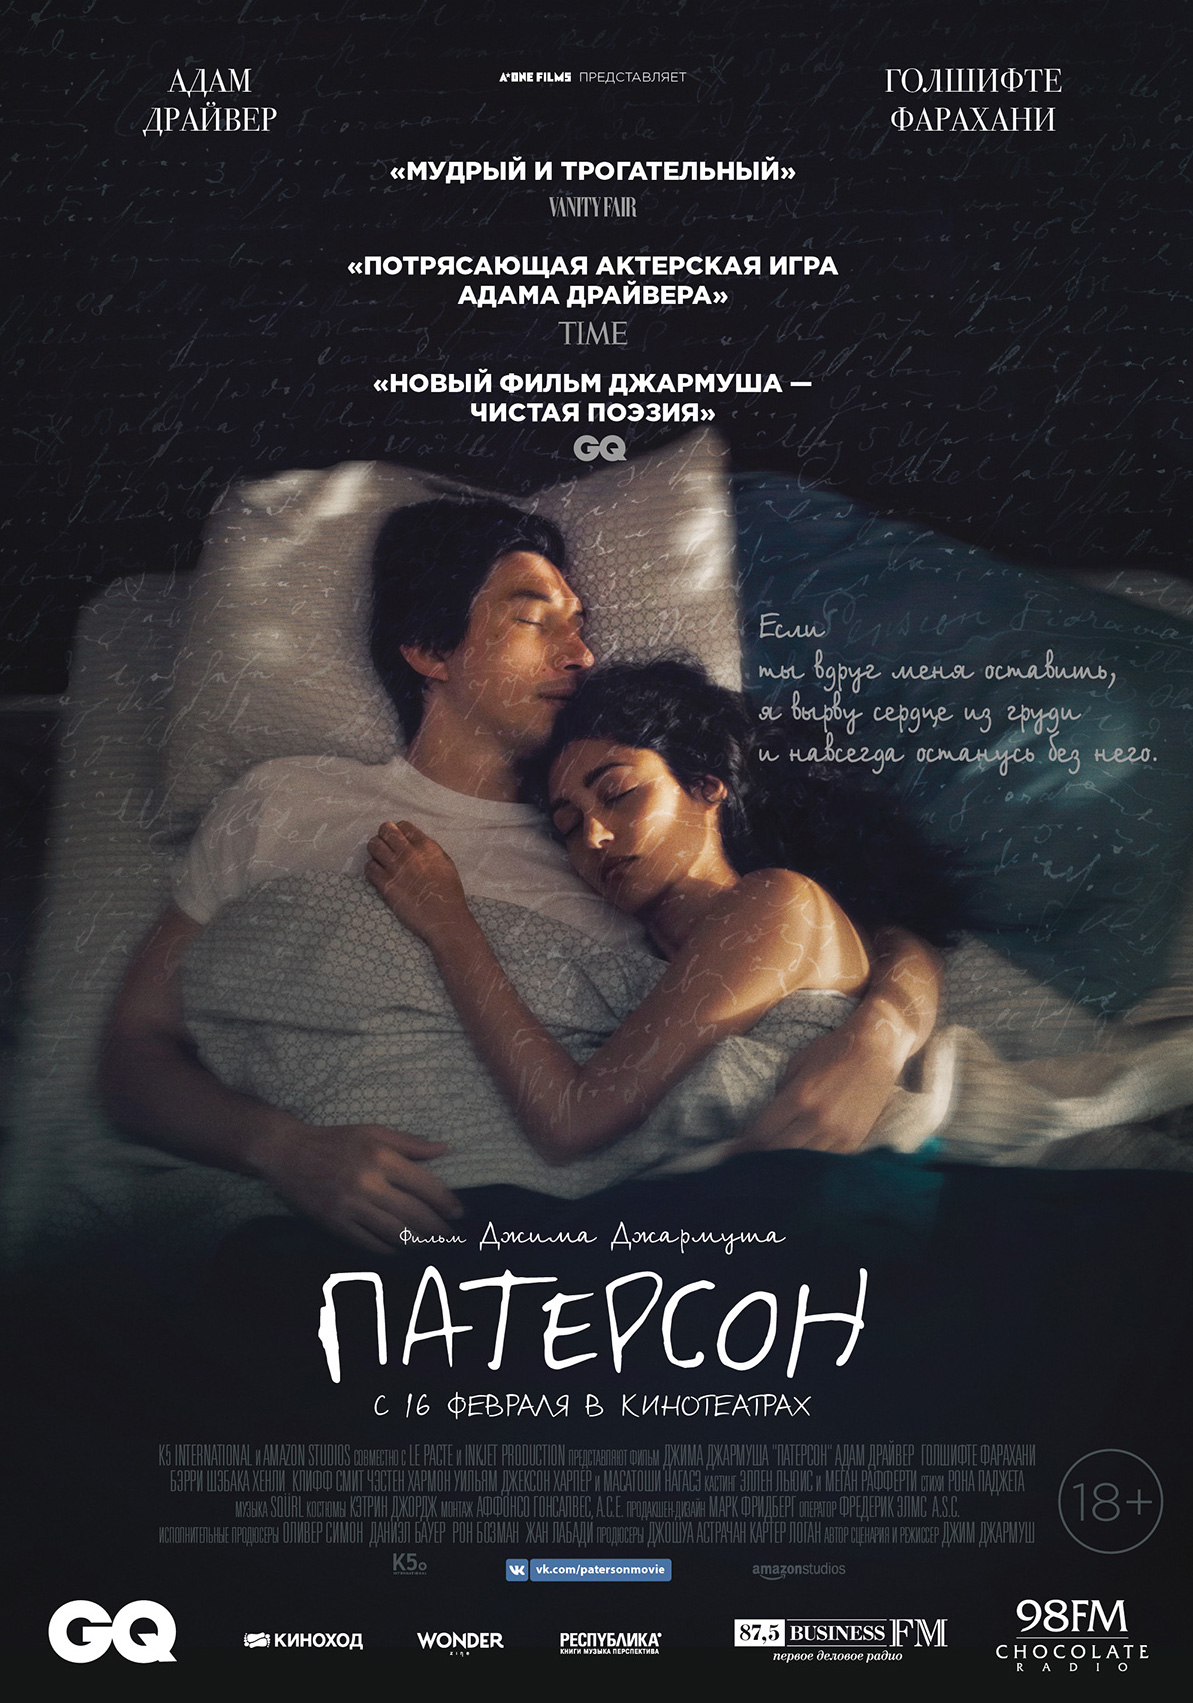 АДАМ
ДРАЙВЕР
A*ONE FILMS ПРЕДСТАВЛЯЕТ
ГОЛШИФТЕ
ФАРАХАНИ
«МУДРЫЙ И ТРОГАТЕЛЬНЫЙ»
VANITY FAIR
«ПОТРЯСАЮЩАЯ АКТЕРСКАЯ ИГРА
АДАМА ДРАЙВЕРА»
TIME
«НОВЫЙ ФИЛЬМ ДЖАРМУША —
ЧИСТАЯ ПОЭЗИЯ»
GQ
Если
ты вдруг меня оставишь,
я вырву сердце из груди
и навсегда останусь без него.
Фильм Джима Джармуша
ПАТЕРСОН
С 16 ФЕВРАЛЯ В КИНОТЕАТРАХ
K5 INTERNATIONAL И AMAZON STUDIOS СОВМЕСТНО С LE PACTE И INKJET PRODUCTION ПРЕДСТАВЛЯЮТ ФИЛЬМ ДЖИМА ДЖАРМУША "ПАТЕРСОН" АДАМ ДРАЙВЕР ГОЛШИФТЕ ФАРАХАНИ
БЭРРИ ШЭБАКА ХЕНЛИ КЛИФФ СМИТ ЧЭСТЕН ХАРМОН УИЛЬЯМ ДЖЕКСОН ХАРПЕР И МАСАТОШИ НАГАСЭ КАСТИНГ ЭЛЛЕН ЛЬЮИС И МЕГАН РАФФЕРТИ СТИХИ РОНА ПАДЖЕТА
МУЗЫКА SQÜRL КОСТЮМЫ КЭТРИН ДЖОРДЖ МОНТАЖ АФФОНСО ГОНСАЛВЕС, A.C.E. ПРОДАКШЕН-ДИЗАЙН МАРК ФРИДБЕРГ ОПЕРАТОР ФРЕДЕРИК ЭЛМС A.S.C.
ИСПОЛНИТЕЛЬНЫЕ ПРОДЮСЕРЫ ОЛИВЕР СИМОН ДАНИЭЛ БАУЕР РОН БОЗМАН ЖАН ЛАБАДИ ПРОДЮСЕРЫ ДЖОШУА АСТРАЧАН КАРТЕР ЛОГАН АВТОР СЦЕНАРИЯ И РЕЖИССЕР ДЖИМ ДЖАРМУШ
18+
K5 INTERNATIONAL
vk.com/patersonmovie
amazonstudios
GQ
КИНОХОД
WONDER
zine
РЕСПУБЛИКА*
КНИГИ МУЗЫКА ПЕРСПЕКТИВА
87,5 BUSINESS FM
первое деловое радио
98FM
CHOCOLATE
RADIO